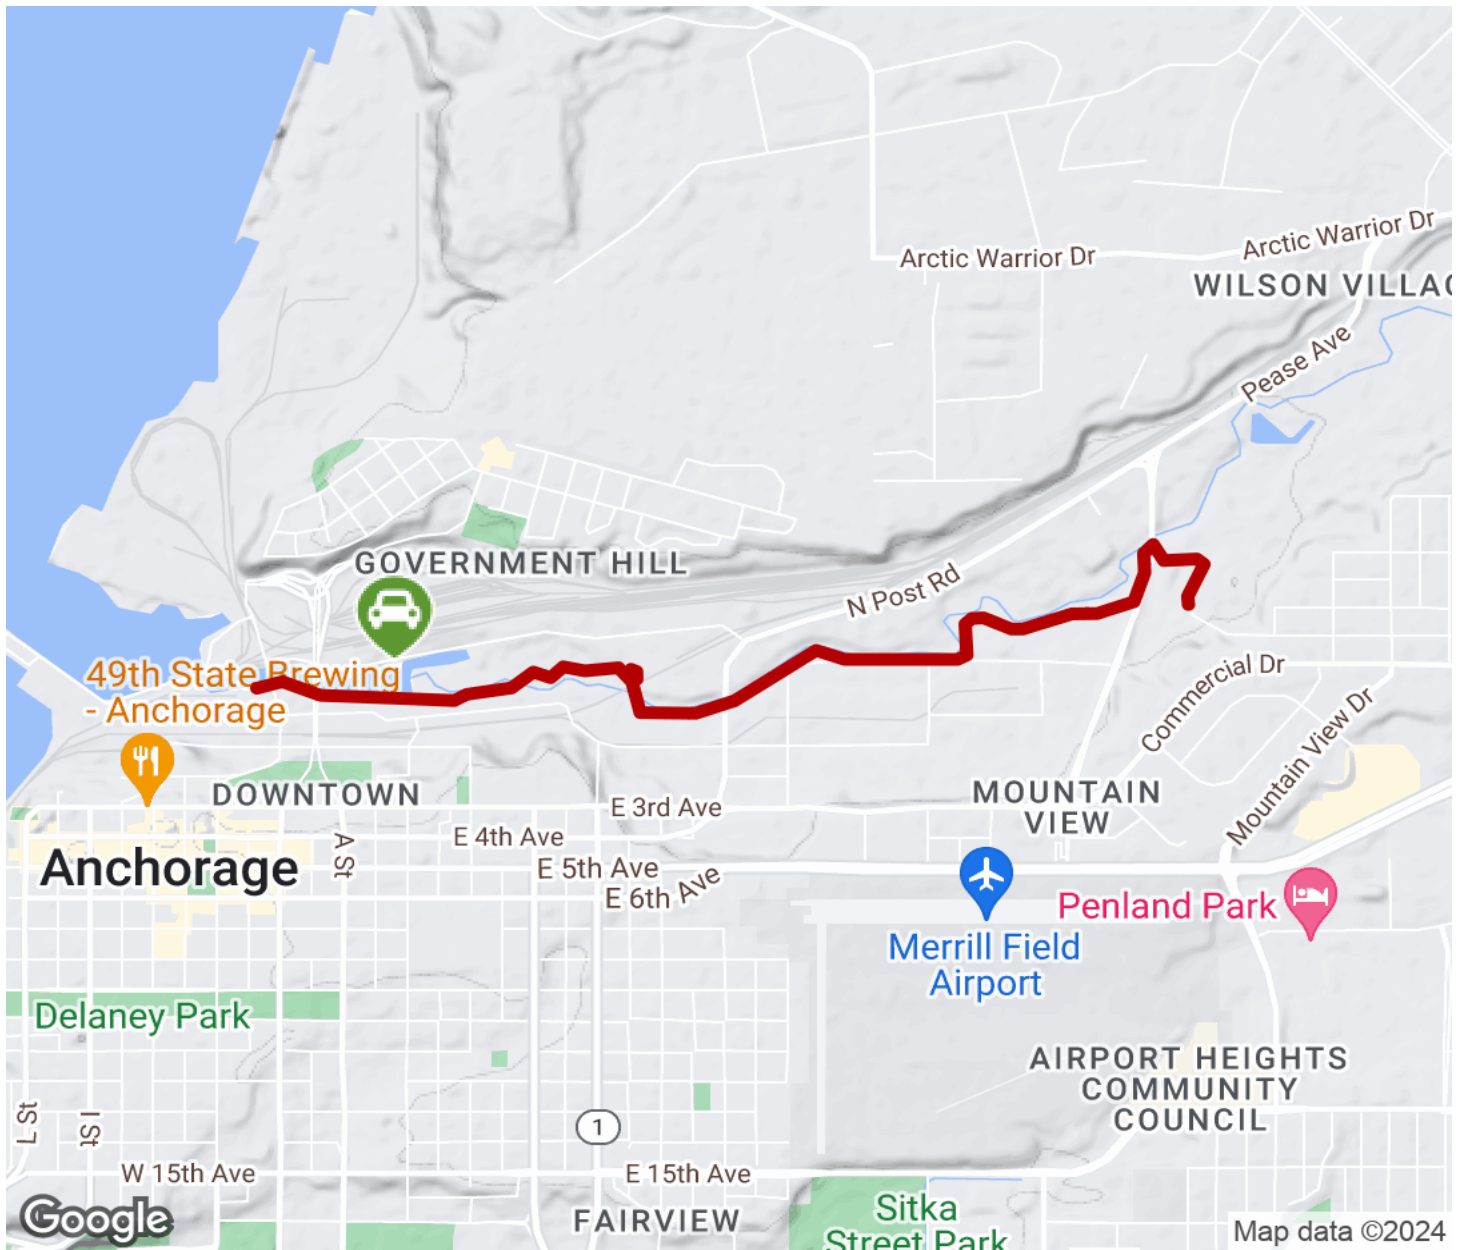 Arctic Warrior Dr
Arctic Warrior Dr
WILSON VILLAG
Pease Ave
GOVERNMENT HILL
N Post Rd
49th State Brewing
- Anchorage
Commercial Dr
Mountain View Dr
DOWNTOWN
MOUNTAIN
VIEW
E 3rd Ave
E 4th Ave
A St
Anchorage
E 5th Ave
E 6th Ave
Penland Park
Merrill Field
Airport
Delaney Park
AIRPORT HEIGHTS
COMMUNITY
COUNCIL
L St
I St
1
W 15th Ave
E 15th Ave
Sitka
Street Park
FAIRVIEW
Google
Map data ©2024